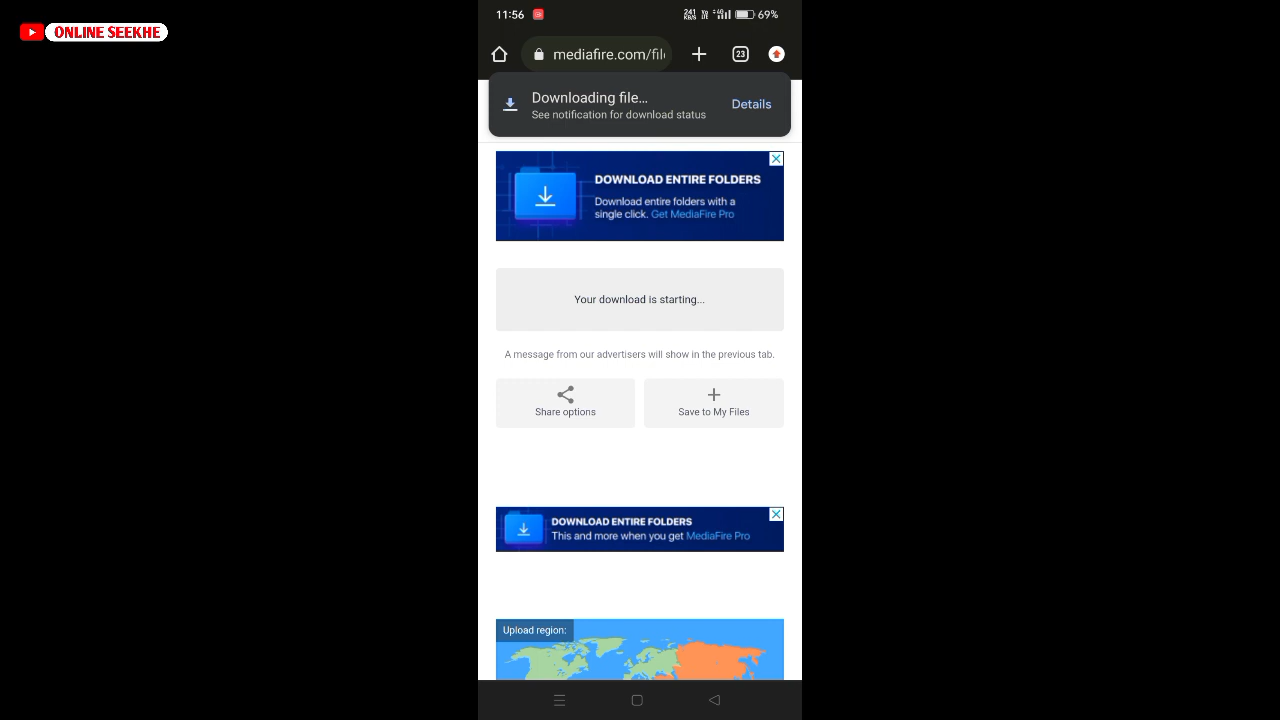 ONLINE SEEKHE
11:56
241
KB/S
69%
mediafire.com/fil
23
Downloading file...
See notification for download status
Details
DOWNLOAD ENTIRE FOLDERS
Download entire folders with a
single click. Get MediaFire Pro
Your download is starting...
A message from our advertisers will show in the previous tab.
Share options
Save to My Files
DOWNLOAD ENTIRE FOLDERS
This and more when you get MediaFire Pro
Upload region: